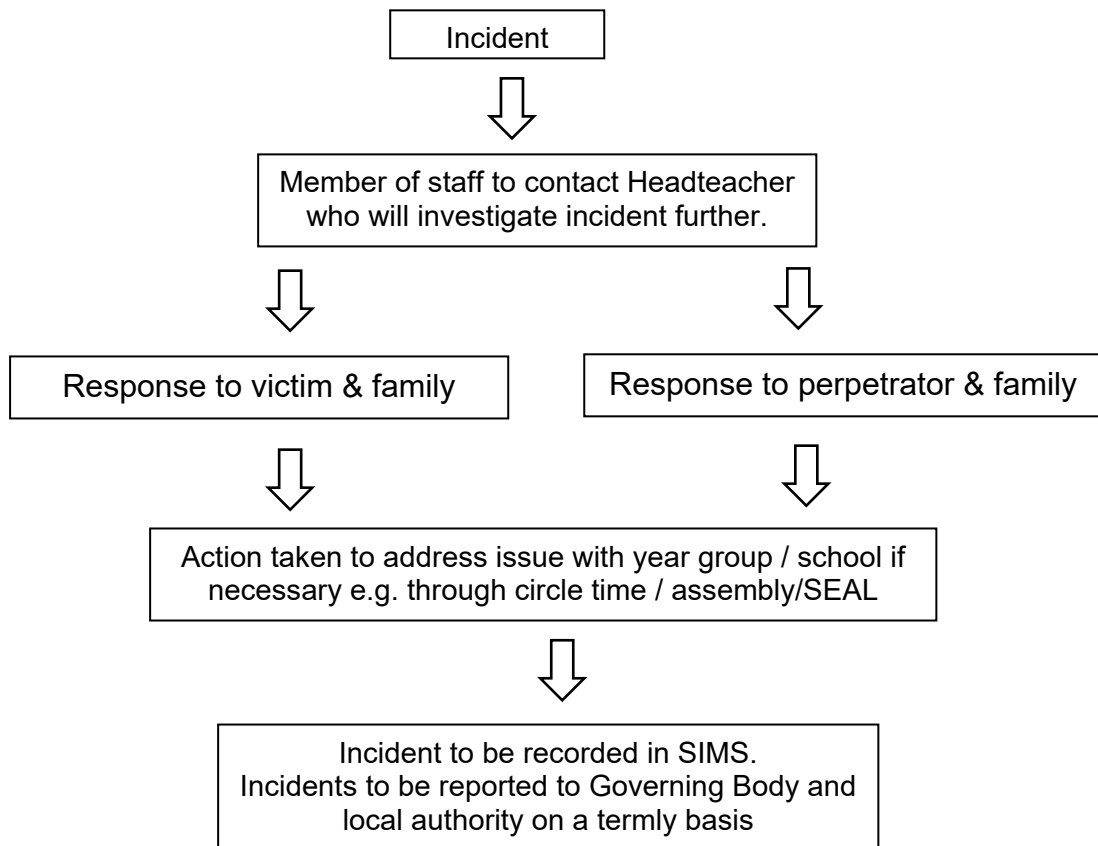 Incident
Member of staff to contact Headteacher
who will investigate incident further.
Response to victim & family
Response to perpetrator & family
Action taken to address issue with year group / school if
necessary e.g. through circle time / assembly/SEAL
Incident to be recorded in SIMS.
Incidents to be reported to Governing Body and
local authority on a termly basis